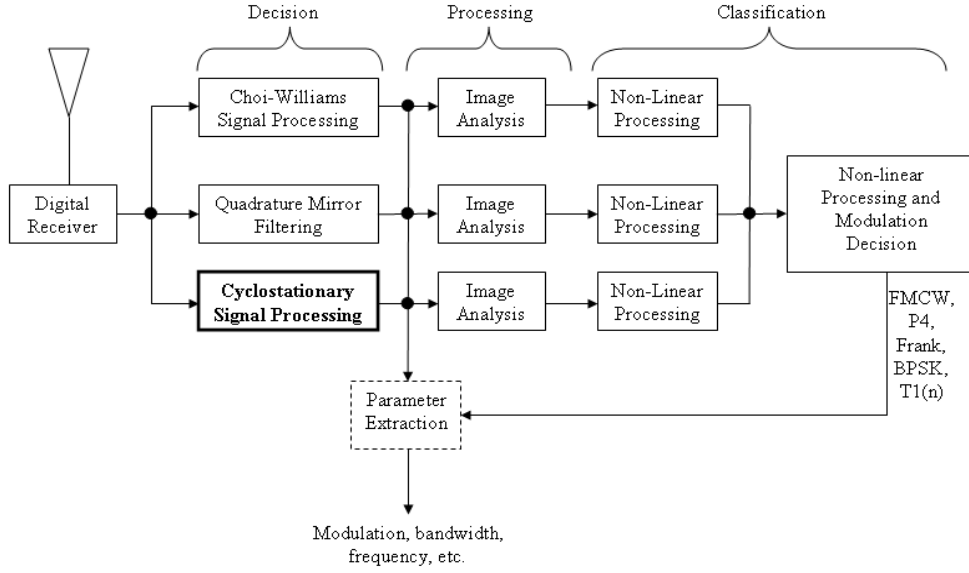 Decision
Processing
Classification
Choi-Williams
Signal Processing
Image
Analysis
Non-Linear
Processing
Digital
Receiver
Quadrature Mirror
Filtering
Image
Analysis
Non-Linear
Processing
Non-linear
Processing and
Modulation
Decision
Cyclostationary
Signal Processing
Image
Analysis
Non-Linear
Processing
FMCW,
P4,
Frank,
BPSK,
T1(n)
Parameter
Extraction
Modulation, bandwidth,
frequency, etc.